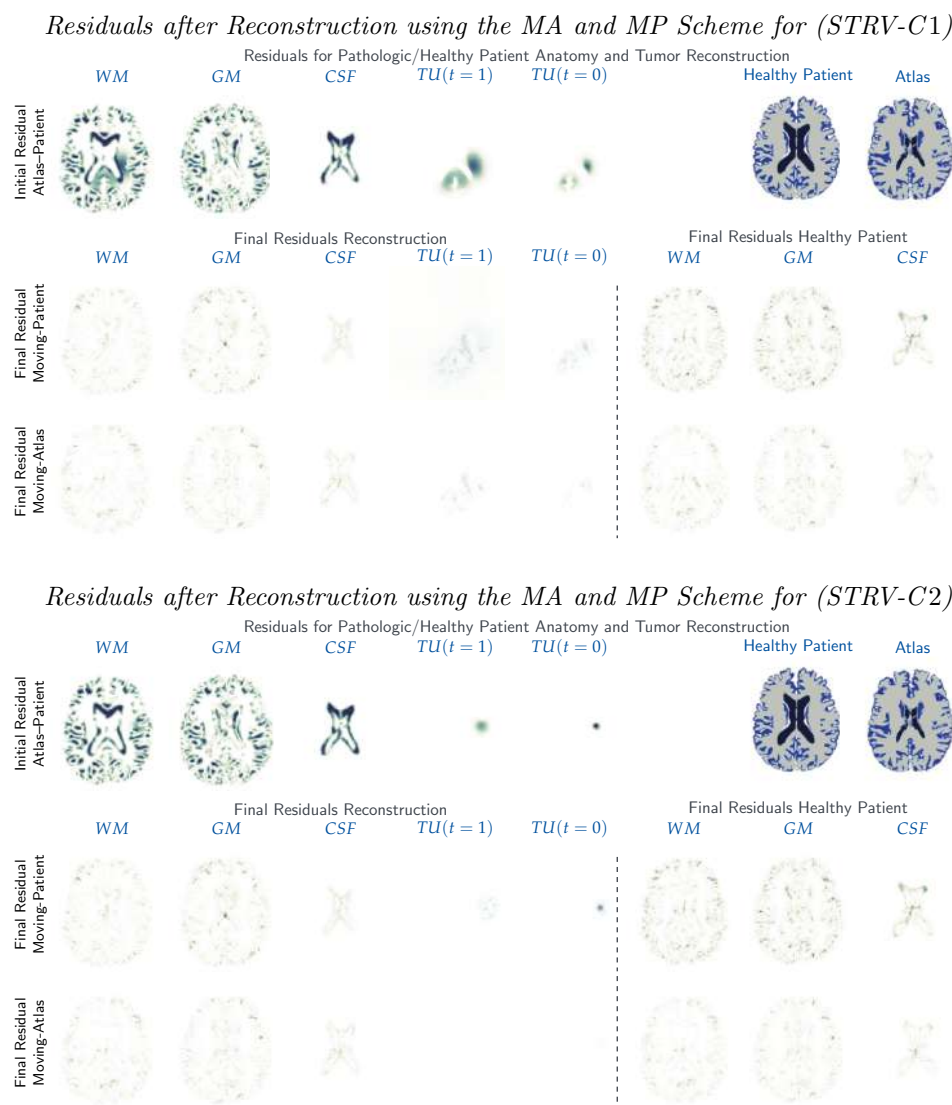 Residuals after Reconstruction using the MA and MP Scheme for (STRV-C1)
Residuals for Pathologic/Healthy Patient Anatomy and Tumor Reconstruction
WM GM CSF TU(t = 1) TU(t = 0) Healthy Patient Atlas
Initial Residual
Atlas–Patient
Final Residuals Reconstruction Final Residuals Healthy Patient
WM GM CSF TU(t = 1) TU(t = 0) WM GM CSF
Final Residual
Moving-Patient
Final Residual
Moving-Atlas
Residuals after Reconstruction using the MA and MP Scheme for (STRV-C2)
Residuals for Pathologic/Healthy Patient Anatomy and Tumor Reconstruction
WM GM CSF TU(t = 1) TU(t = 0) Healthy Patient Atlas
Initial Residual
Atlas–Patient
Final Residuals Reconstruction Final Residuals Healthy Patient
WM GM CSF TU(t = 1) TU(t = 0) WM GM CSF
Final Residual
Moving-Patient
Final Residual
Moving-Atlas